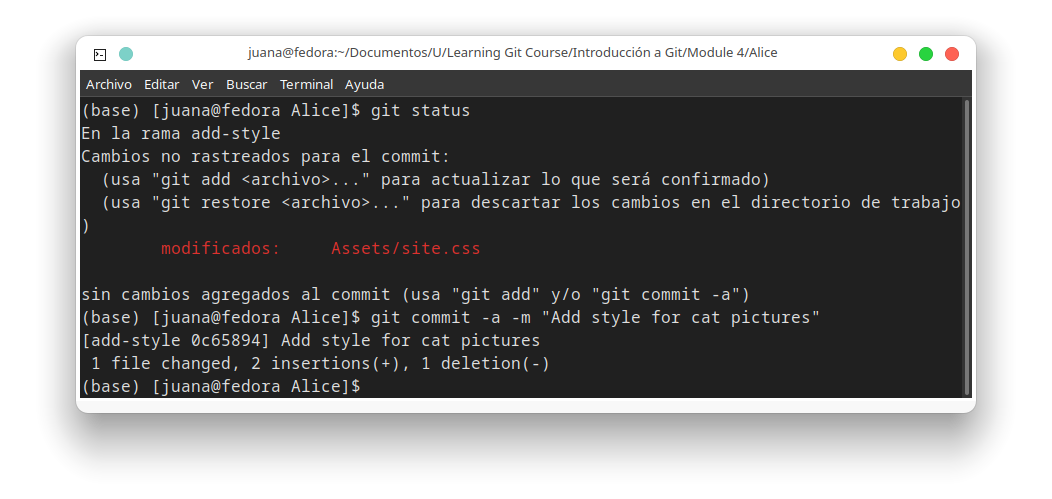 juana@fedora:~/Documentos/U/Learning Git Course/Introducción a Git/Module 4/Alice
Archivo Editar Ver Buscar Terminal Ayuda
(base) [juana@fedora Alice]$ git status
En la rama add-style
Cambios no rastreados para el commit:
  (usa "git add <archivo>..." para actualizar lo que será confirmado)
  (usa "git restore <archivo>..." para descartar los cambios en el directorio de trabajo
)
        modificados:     Assets/site.css
sin cambios agregados al commit (usa "git add" y/o "git commit -a")
(base) [juana@fedora Alice]$ git commit -a -m "Add style for cat pictures"
[add-style 0c65894] Add style for cat pictures
 1 file changed, 2 insertions(+), 1 deletion(-)
(base) [juana@fedora Alice]$